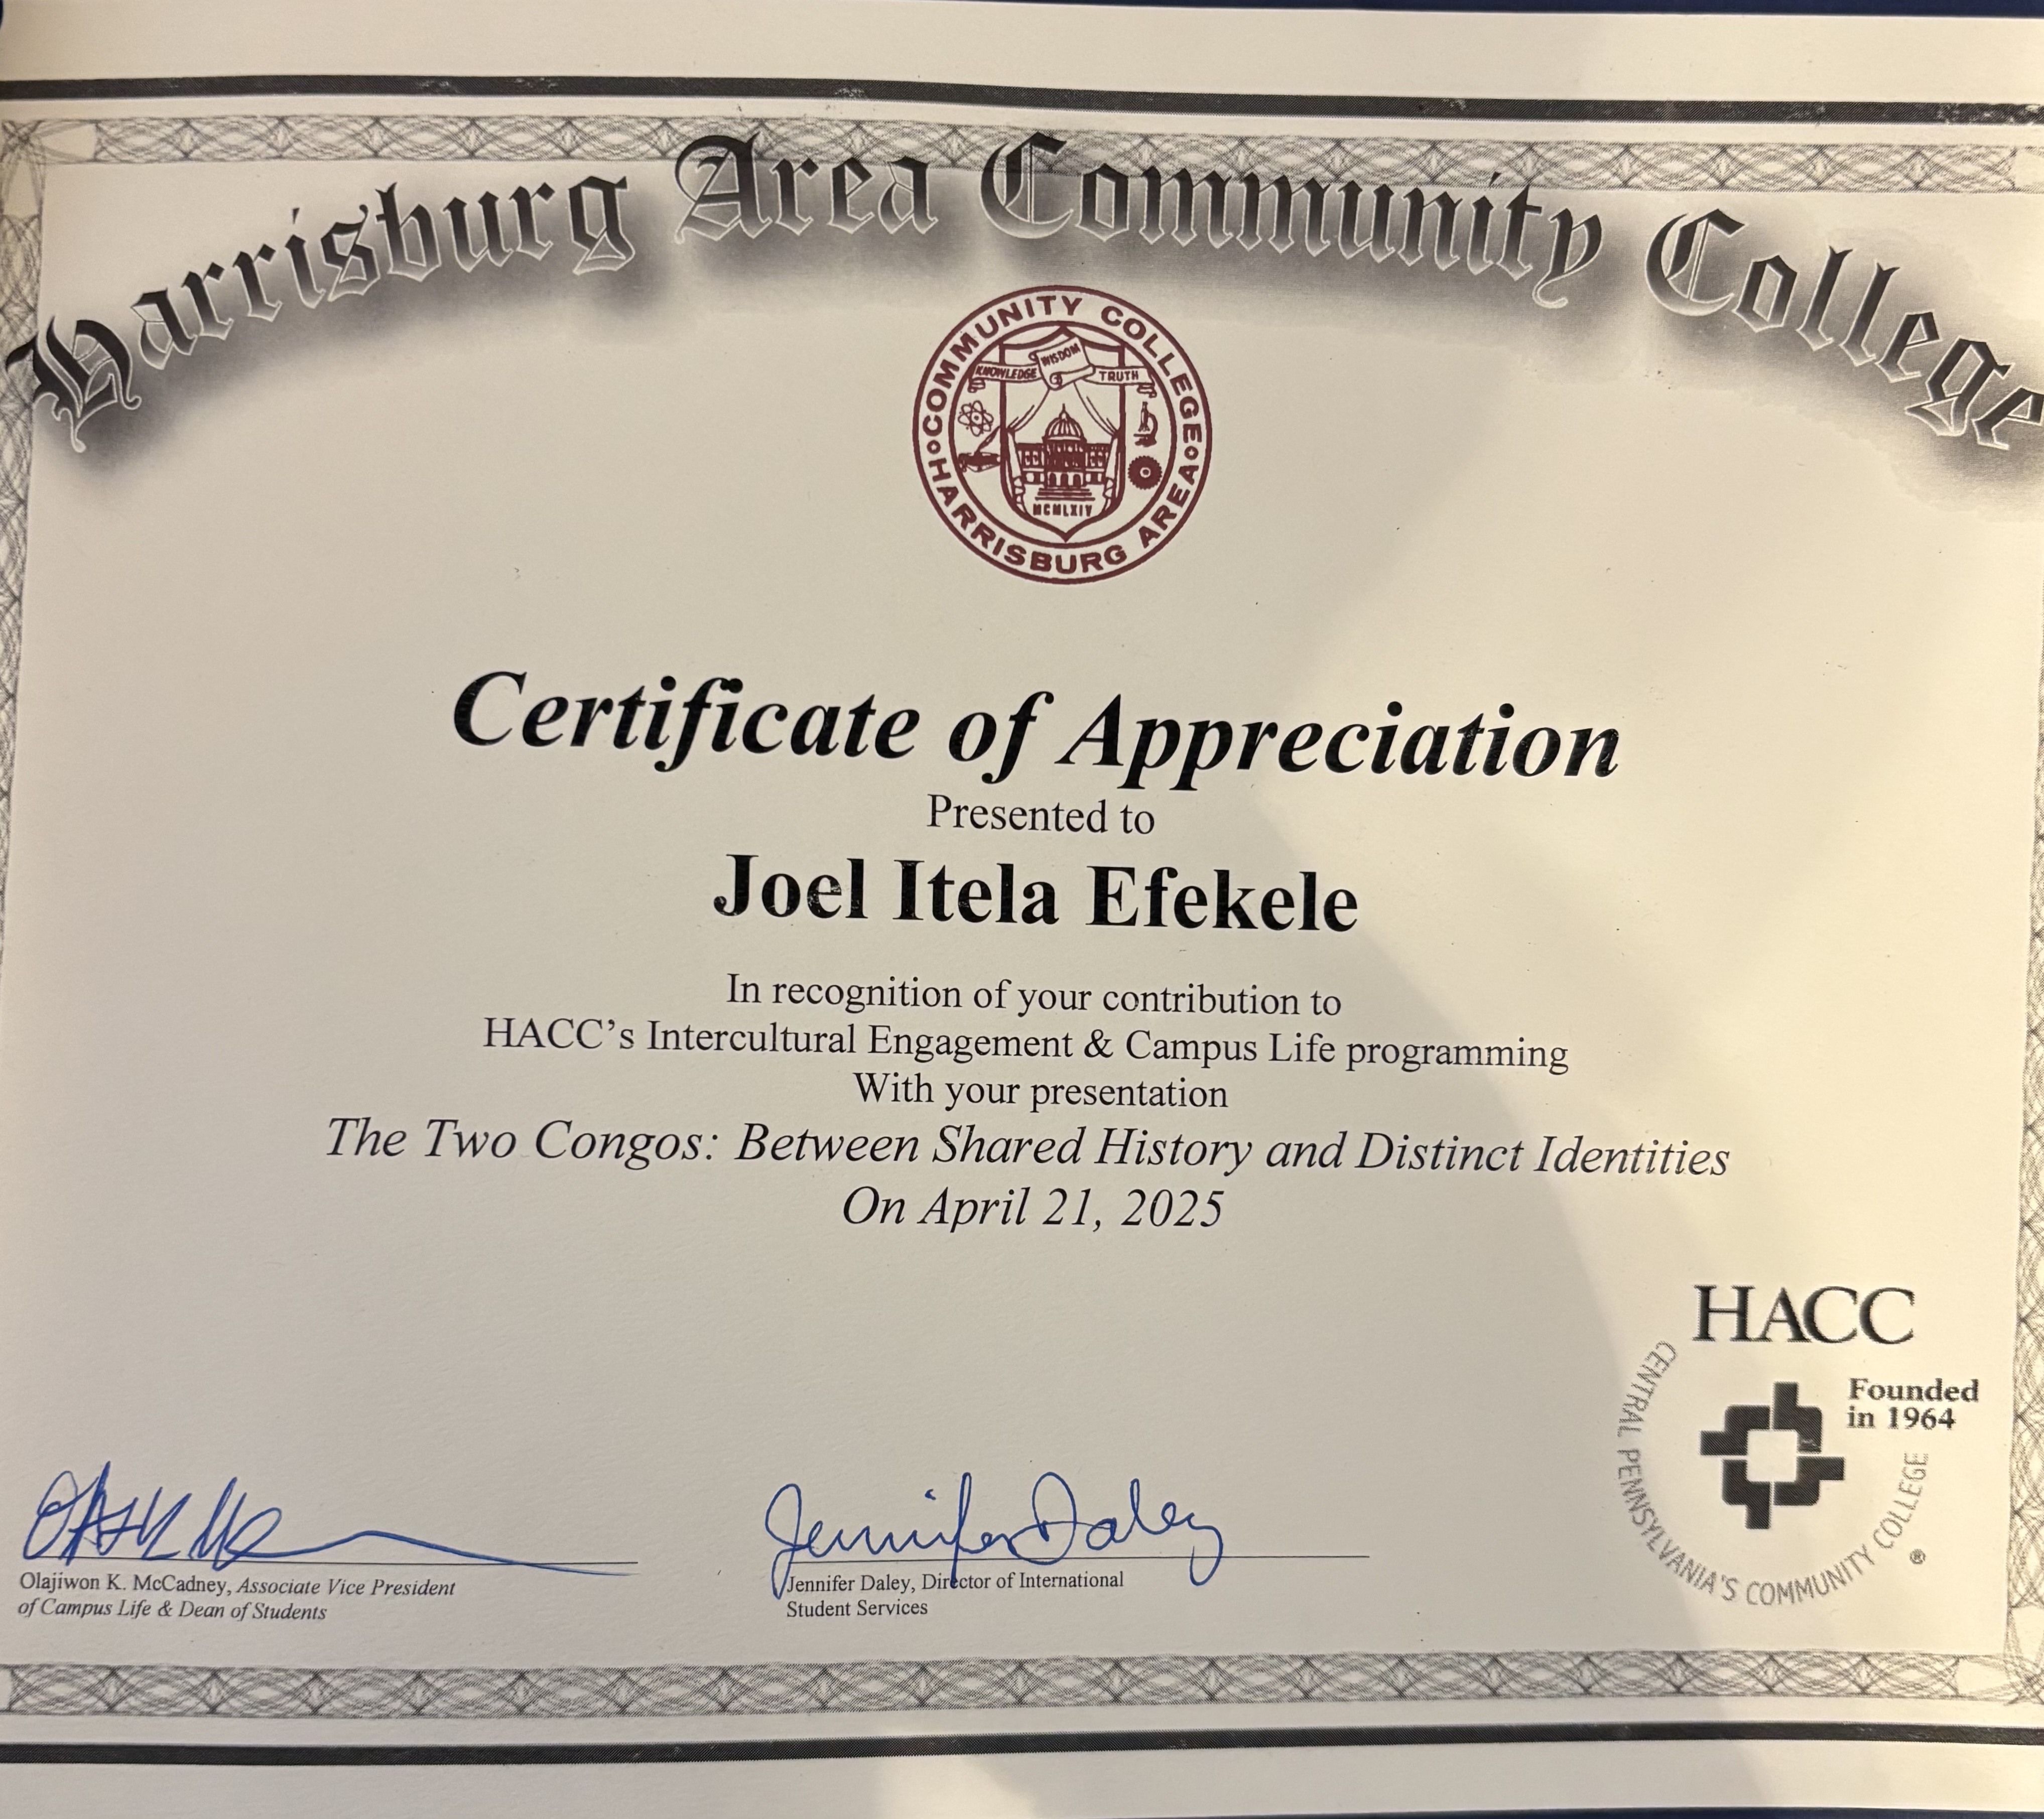 Harrisburg Area Community College
COMMUNITY COLLEGE
WISDOM
KNOWLEDGE
TRUTH
MCMLXIV
HARRISBURG AREA
Certificate of Appreciation
Presented to
Joel Itela Efekele
In recognition of your contribution to
HACC’s Intercultural Engagement & Campus Life programming
With your presentation
The Two Congos: Between Shared History and Distinct Identities
On April 21, 2025
HACC
Founded
in 1964
CENTRAL PENNSYLVANIA'S COMMUNITY COLLEGE
®
Jennifer Daley
Olajiwon K. McCadney, Associate Vice President
of Campus Life & Dean of Students
Jennifer Daley, Director of International
Student Services